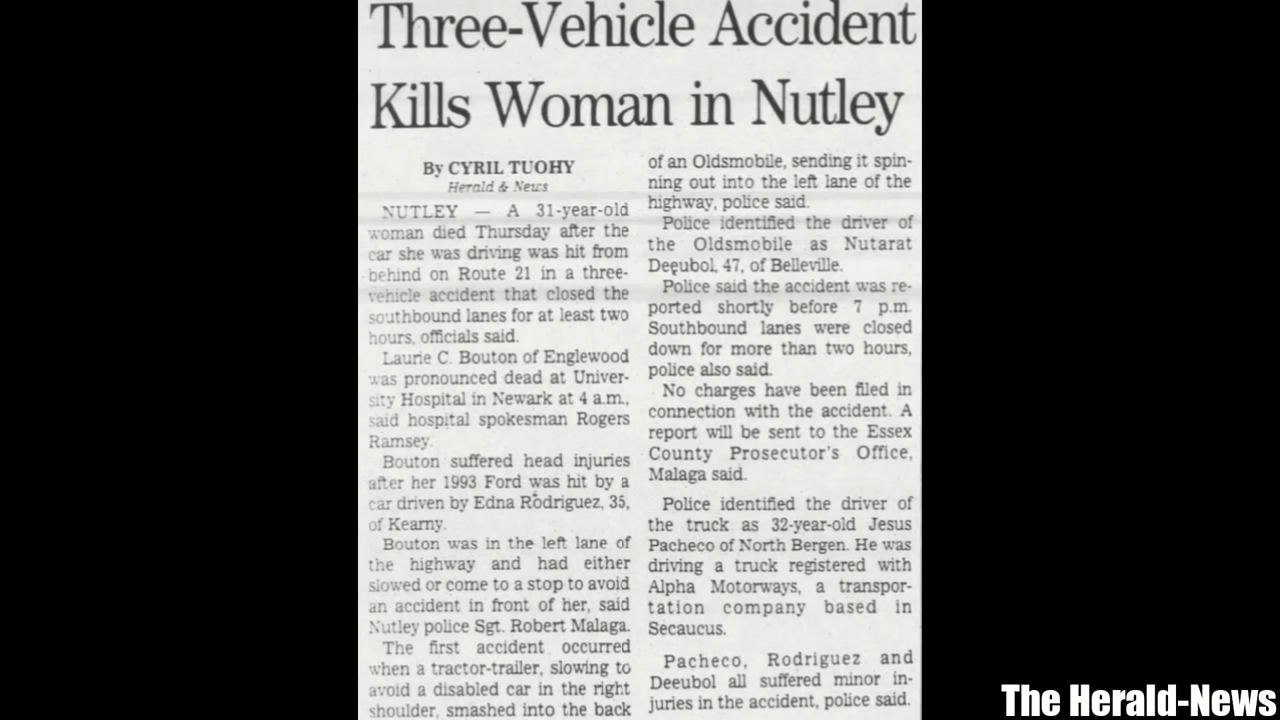 Three-Vehicle Accident
Kills Woman in Nutley
By CYRIL TUOHY
Herald & News
NUTLEY — A 31-year-old
woman died Thursday after the
car she was driving was hit from
behind on Route 21 in a three-
vehicle accident that closed the
southbound lanes for at least two
hours, officials said.
Laurie C. Bouton of Englewood
was pronounced dead at Univer-
sity Hospital in Newark at 4 a.m.,
said hospital spokesman Rogers
Ramsey.
Bouton suffered head injuries
after her 1993 Ford was hit by a
car driven by Edna Rodriguez, 35,
of Kearny.
Bouton was in the left lane of
the highway and had either
slowed or come to a stop to avoid
an accident in front of her, said
Nutley police Sgt. Robert Malaga.
The first accident occurred
when a tractor-trailer, slowing to
avoid a disabled car in the right
shoulder, smashed into the back
of an Oldsmobile, sending it spin-
ning out into the left lane of the
highway, police said.
Police identified the driver of
the Oldsmobile as Nutarat
Deeubol, 47, of Belleville.
Police said the accident was re-
ported shortly before 7 p.m.
Southbound lanes were closed
down for more than two hours,
police also said.
No charges have been filed in
connection with the accident. A
report will be sent to the Essex
County Prosecutor's Office,
Malaga said.
Police identified the driver of
the truck as 32-year-old Jesus
Pacheco of North Bergen. He was
driving a truck registered with
Alpha Motorways, a transpor-
tation company based in
Secaucus.
Pacheco, Rodriguez and
Deeubol all suffered minor in-
juries in the accident, police said.
The Herald-News